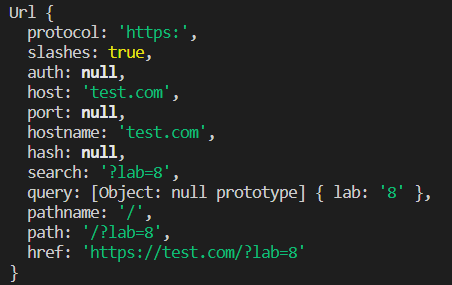 Url {
  protocol: 'https:',
  slashes: true,
  auth: null,
  host: 'test.com',
  port: null,
  hostname: 'test.com',
  hash: null,
  search: '?lab=8',
  query: [Object: null prototype] { lab: '8' },
  pathname: '/',
  path: '/?lab=8',
  href: 'https://test.com/?lab=8'
}